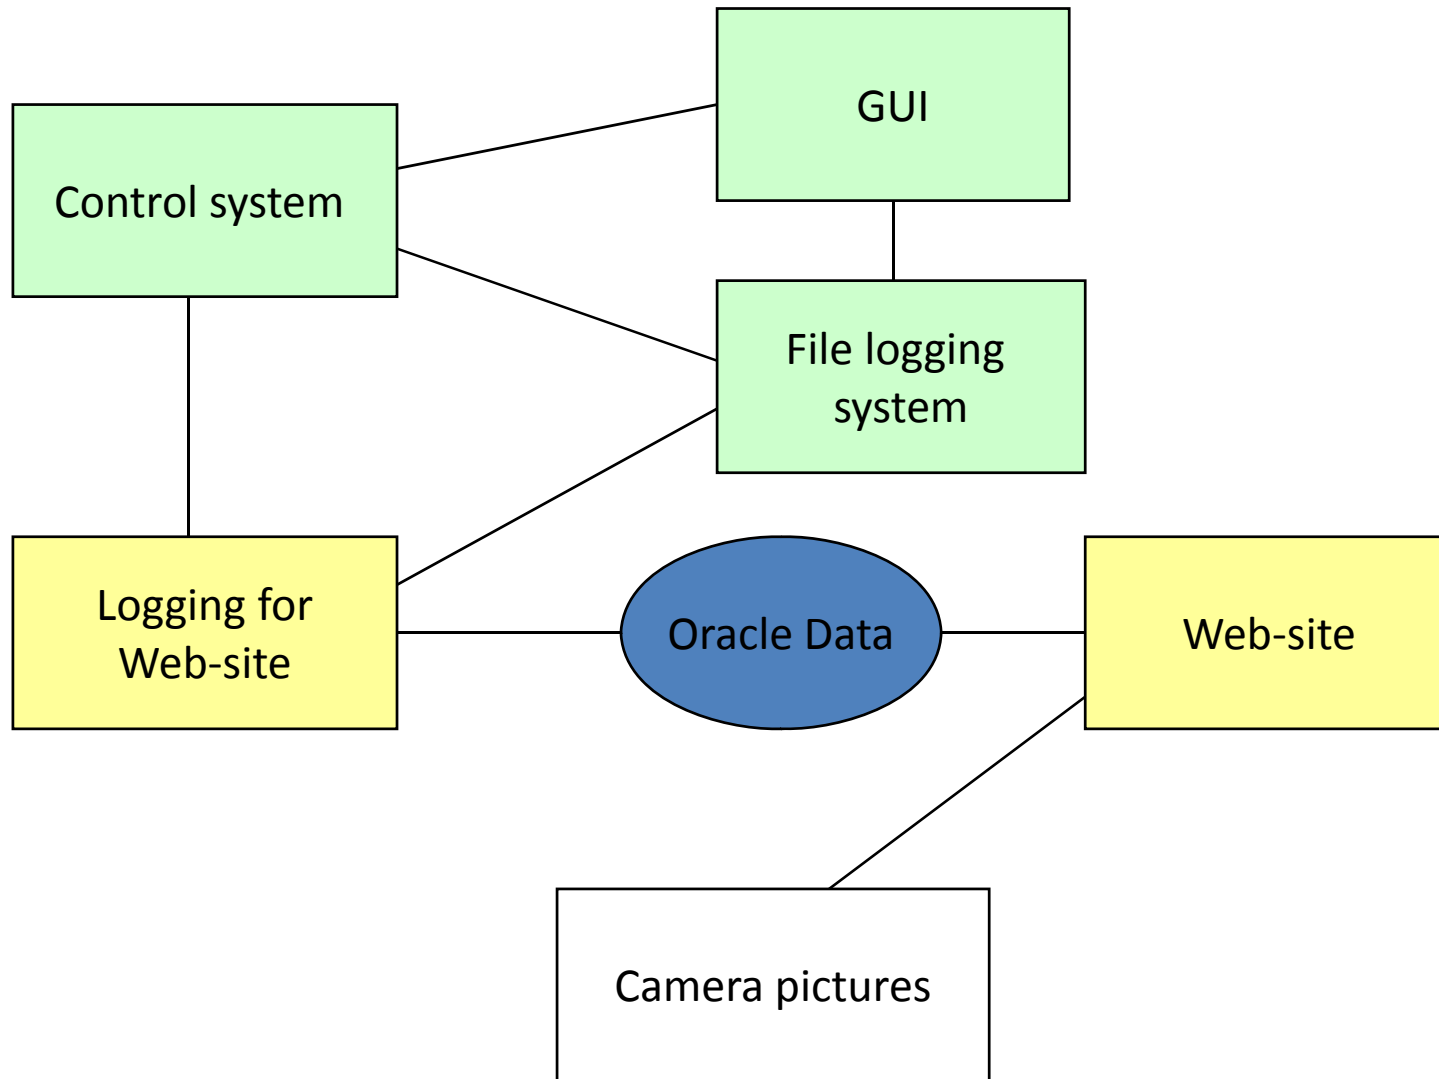 GUI
Control system
File logging
system
Logging for
Web-site
Oracle Data
Web-site
Camera pictures